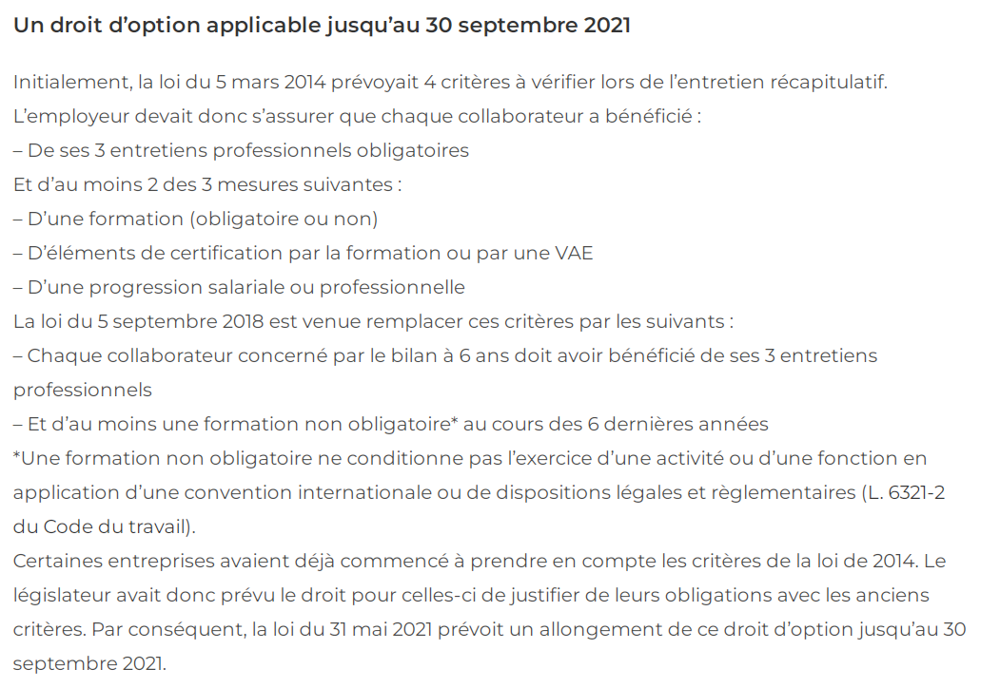 Un droit d’option applicable jusqu’au 30 septembre 2021
Initialement, la loi du 5 mars 2014 prévoyait 4 critères à vérifier lors de l’entretien récapitulatif.
L’employeur devait donc s’assurer que chaque collaborateur a bénéficié :
– De ses 3 entretiens professionnels obligatoires
Et d’au moins 2 des 3 mesures suivantes :
– D’une formation (obligatoire ou non)
– D’éléments de certification par la formation ou par une VAE
– D’une progression salariale ou professionnelle
La loi du 5 septembre 2018 est venue remplacer ces critères par les suivants :
– Chaque collaborateur concerné par le bilan à 6 ans doit avoir bénéficié de ses 3 entretiens
professionnels
– Et d’au moins une formation non obligatoire* au cours des 6 dernières années
*Une formation non obligatoire ne conditionne pas l’exercice d’une activité ou d’une fonction en
application d’une convention internationale ou de dispositions légales et règlementaires (L. 6321-2
du Code du travail).
Certaines entreprises avaient déjà commencé à prendre en compte les critères de la loi de 2014. Le
législateur avait donc prévu le droit pour celles-ci de justifier de leurs obligations avec les anciens
critères. Par conséquent, la loi du 31 mai 2021 prévoit un allongement de ce droit d’option jusqu’au 30
septembre 2021.